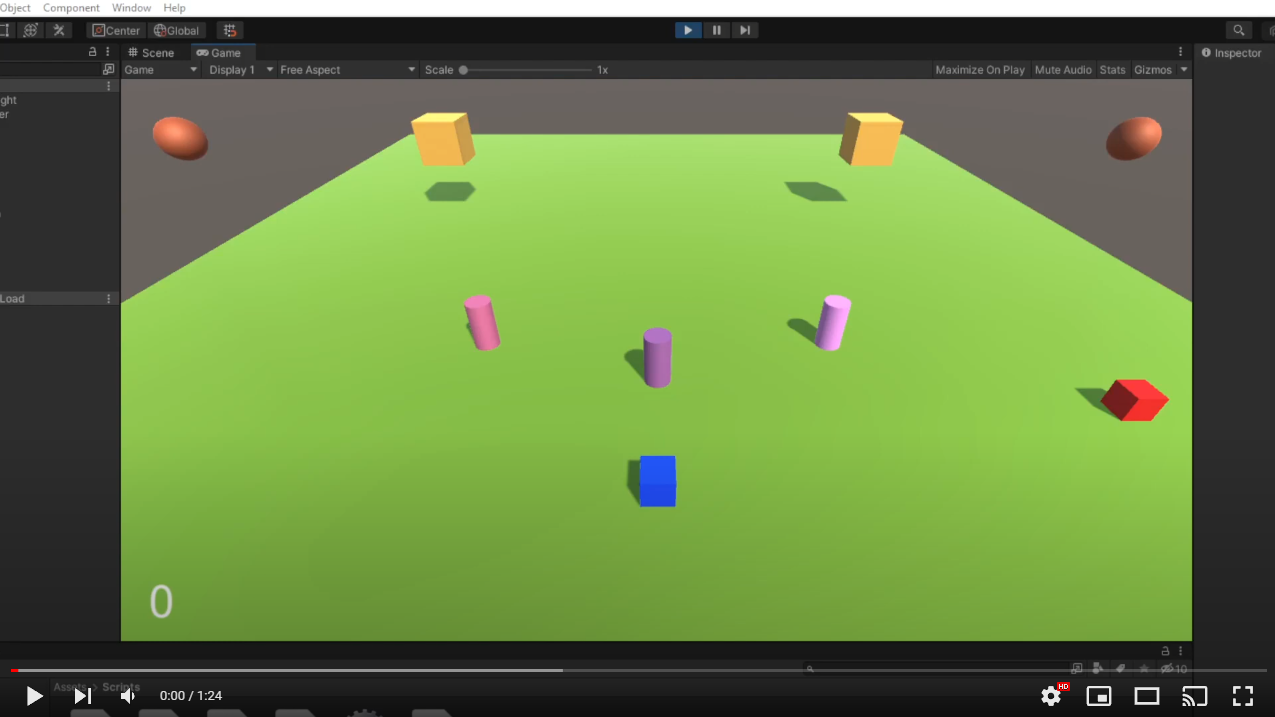 Object Component Window Help
Center Global
Scene Game
Inspector
Game Display 1 Free Aspect Scale 1x Maximize On Play Mute Audio Stats Gizmos
ght
er
Load
0
10
Assets > Scripts
0:00 / 1:24
HD